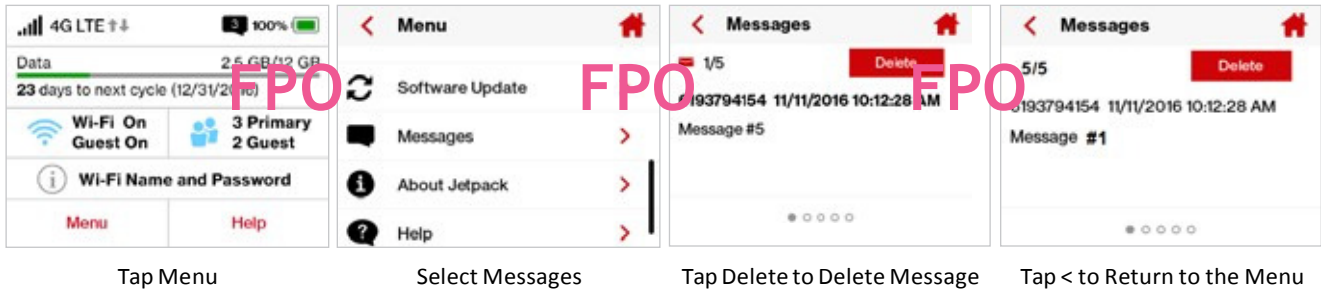 4G LTE 3 100%
Data 2.5 GB/12 GB
23 days to next cycle (12/31/2016)
Wi-Fi On
Guest On
3 Primary
2 Guest
Wi-Fi Name and Password
Menu Help
FPO
Tap Menu
Menu
Software Update
Messages
About Jetpack
Help
FPO
Select Messages
Messages
1/5 Delete
6193794154 11/11/2016 10:12:28 AM
Message #5
FPO
Tap Delete to Delete Message
Messages
5/5 Delete
6193794154 11/11/2016 10:12:28 AM
Message #1
Tap < to Return to the Menu